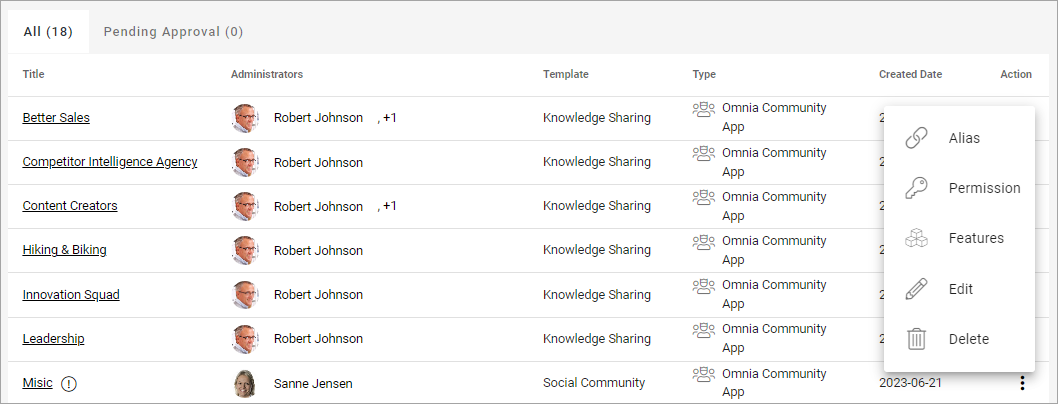 All (18) Pending Approval (0)
Title Administrators Template Type Created Date Action
Better Sales Robert Johnson , +1 Knowledge Sharing Omnia Community App 2
Alias
Competitor Intelligence Agency Robert Johnson Knowledge Sharing Omnia Community App 2
Permission
Content Creators Robert Johnson , +1 Knowledge Sharing Omnia Community App 2
Features
Hiking & Biking Robert Johnson Knowledge Sharing Omnia Community App 2
Edit
Innovation Squad Robert Johnson Knowledge Sharing Omnia Community App 2
Delete
Leadership Robert Johnson Knowledge Sharing Omnia Community App 2
Misic Sanne Jensen Social Community Omnia Community App 2023-06-21